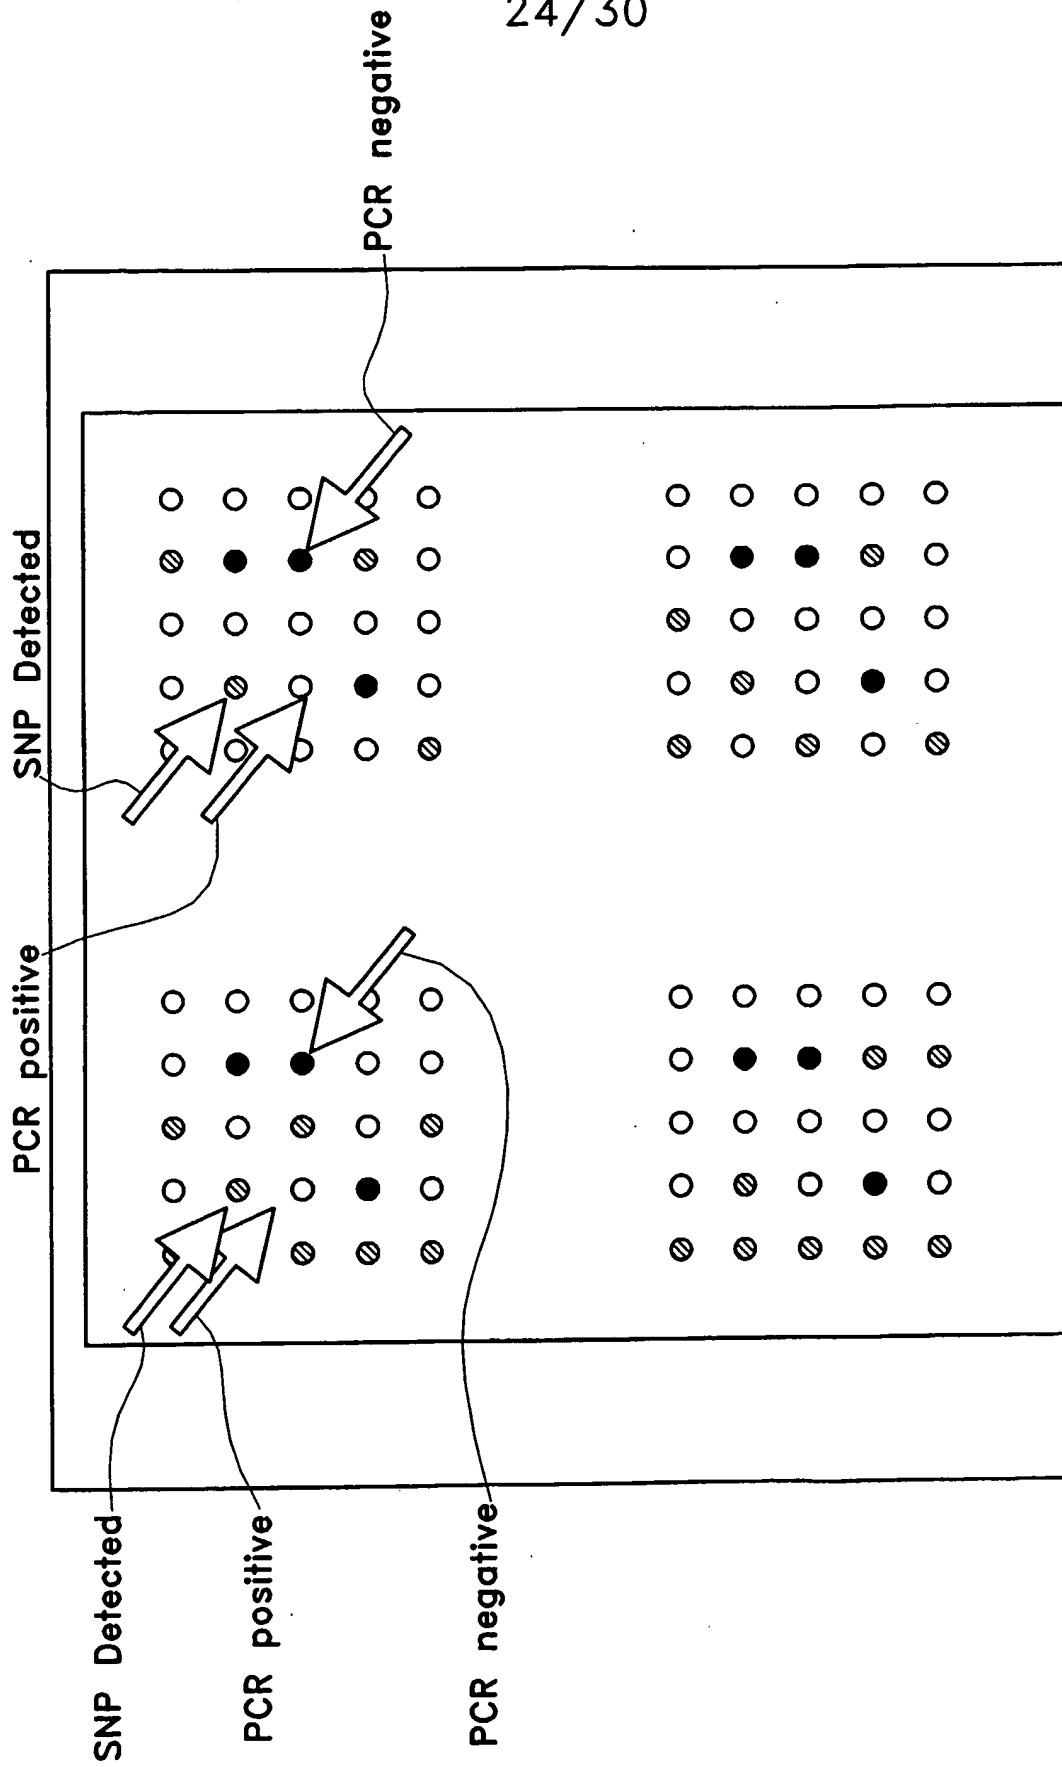 24/30
PCR negative
SNP Detected
PCR positive
SNP Detected
PCR positive
PCR negative